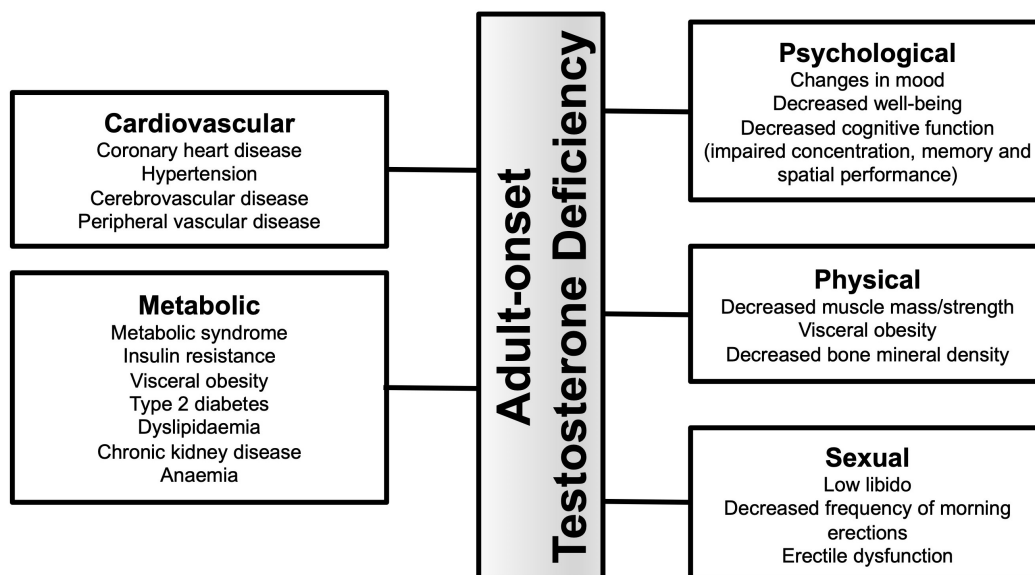 Cardiovascular
Coronary heart disease
Hypertension
Cerebrovascular disease
Peripheral vascular disease
Metabolic
Metabolic syndrome
Insulin resistance
Visceral obesity
Type 2 diabetes
Dyslipidaemia
Chronic kidney disease
Anaemia
Adult-onset
Testosterone Deficiency
Psychological
Changes in mood
Decreased well-being
Decreased cognitive function
(impaired concentration, memory and
spatial performance)
Physical
Decreased muscle mass/strength
Visceral obesity
Decreased bone mineral density
Sexual
Low libido
Decreased frequency of morning
erections
Erectile dysfunction